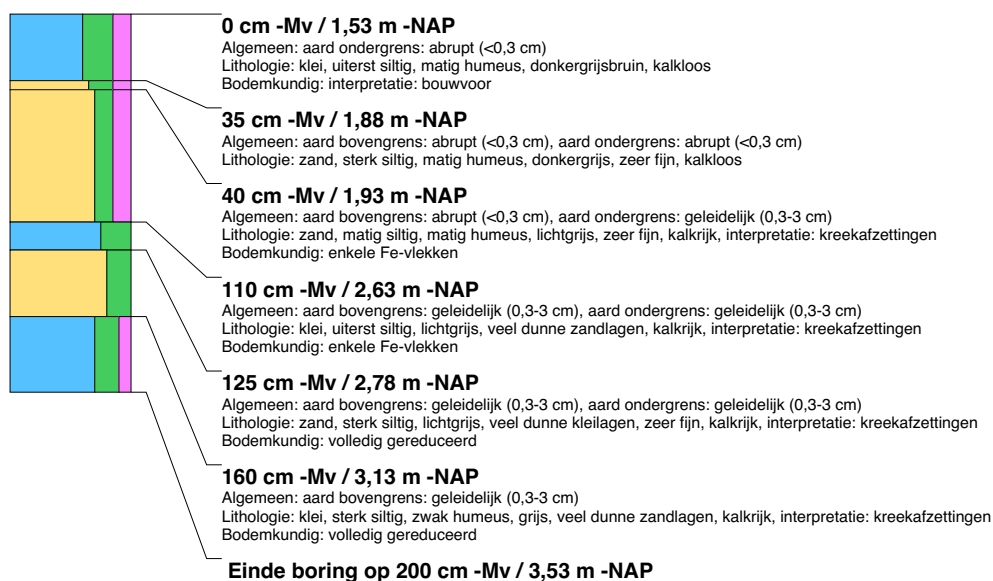 0 cm -Mv / 1,53 m -NAP
Algemeen: aard ondergrens: abrupt (<0,3 cm)
Lithologie: klei, uiterst siltig, matig humeus, donkergrijsbruin, kalkloos
Bodemkundig: interpretatie: bouwvoor
35 cm -Mv / 1,88 m -NAP
Algemeen: aard bovengrens: abrupt (<0,3 cm), aard ondergrens: abrupt (<0,3 cm)
Lithologie: zand, sterk siltig, matig humeus, donkergrijs, zeer fijn, kalkloos
40 cm -Mv / 1,93 m -NAP
Algemeen: aard bovengrens: abrupt (<0,3 cm), aard ondergrens: geleidelijk (0,3-3 cm)
Lithologie: zand, matig siltig, matig humeus, lichtgrijs, zeer fijn, kalkrijk, interpretatie: kreekafzettingen
Bodemkundig: enkele Fe-vlekken
110 cm -Mv / 2,63 m -NAP
Algemeen: aard bovengrens: geleidelijk (0,3-3 cm), aard ondergrens: geleidelijk (0,3-3 cm)
Lithologie: klei, uiterst siltig, lichtgrijs, veel dunne zandlagen, kalkrijk, interpretatie: kreekafzettingen
Bodemkundig: enkele Fe-vlekken
125 cm -Mv / 2,78 m -NAP
Algemeen: aard bovengrens: geleidelijk (0,3-3 cm), aard ondergrens: geleidelijk (0,3-3 cm)
Lithologie: zand, sterk siltig, lichtgrijs, veel dunne kleilagen, zeer fijn, kalkrijk, interpretatie: kreekafzettingen
Bodemkundig: volledig gereduceerd
160 cm -Mv / 3,13 m -NAP
Algemeen: aard bovengrens: geleidelijk (0,3-3 cm)
Lithologie: klei, sterk siltig, zwak humeus, grijs, veel dunne zandlagen, kalkrijk, interpretatie: kreekafzettingen
Bodemkundig: volledig gereduceerd
Einde boring op 200 cm -Mv / 3,53 m -NAP